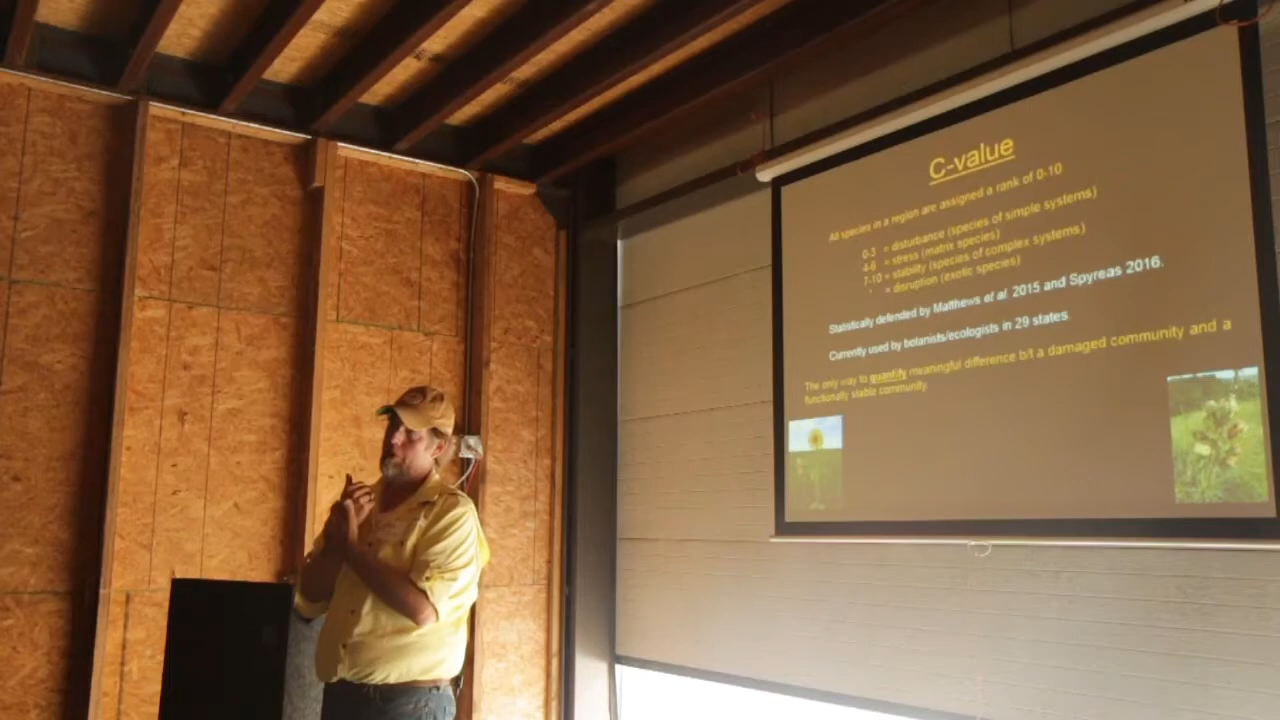 C-value
All species in a region are assigned a rank of 0-10
0-3 = disturbance (species of simple systems)
4-6 = stress (matrix species)
7-10 = stability (species of complex systems)
* = disruption (exotic species)
Statistically defended by Matthews et al. 2015 and Spyreas 2016.
Currently used by botanists/ecologists in 29 states.
The only way to quantify meaningful difference b/t a damaged community and a
functionally stable community.